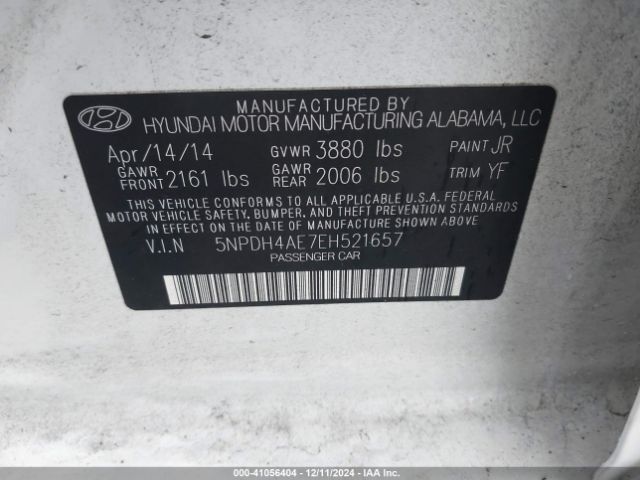 MANUFACTURED BY
HYUNDAI MOTOR MANUFACTURING ALABAMA, LLC
Apr/14/14 GVWR 3880 lbs PAINT JR
GAWR FRONT 2161 lbs GAWR REAR 2006 lbs TRIM YF
THIS VEHICLE CONFORMS TO ALL APPLICABLE U.S.A. FEDERAL
MOTOR VEHICLE SAFETY, BUMPER, AND THEFT PREVENTION STANDARDS
IN EFFECT ON THE DATE OF MANUFACTURE SHOWN ABOVE.
V.I.N 5NPDH4AE7EH521657
PASSENGER CAR
000-41056404 - 12/11/2024 - IAA Inc.